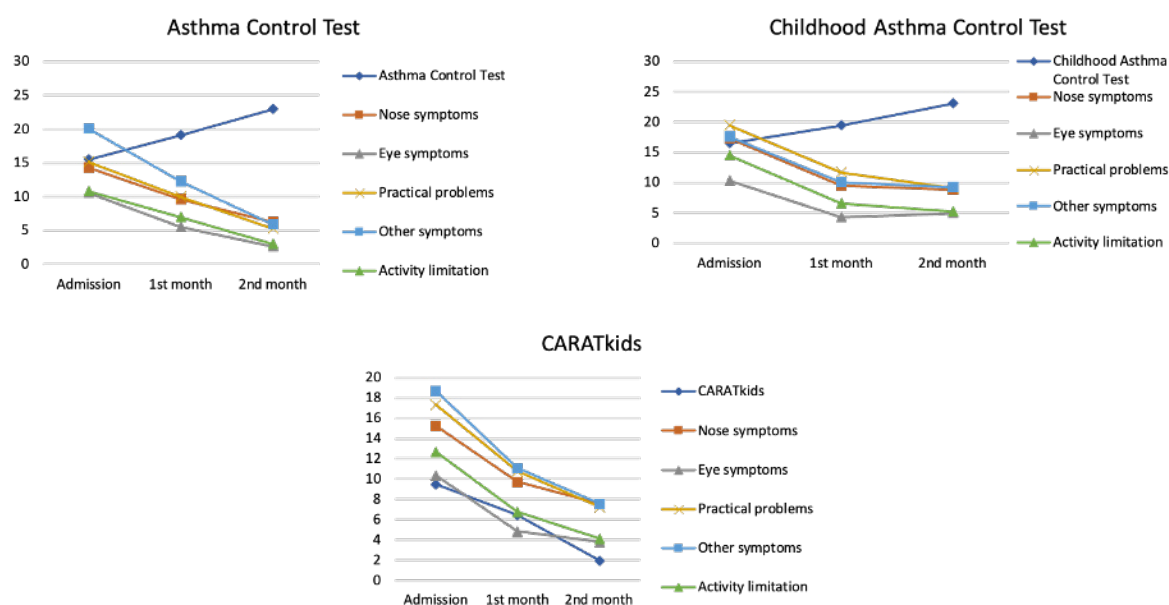 Asthma Control Test
30
25
20
15
10
5
0
Admission 1st month 2nd month
Asthma Control Test
Nose symptoms
Eye symptoms
Practical problems
Other symptoms
Activity limitation
Childhood Asthma Control Test
30
25
20
15
10
5
0
Admission 1st month 2nd month
Childhood Asthma
Control Test
Nose symptoms
Eye symptoms
Practical problems
Other symptoms
Activity limitation
CARATkids
20
18
16
14
12
10
8
6
4
2
0
Admission 1st month 2nd month
CARATkids
Nose symptoms
Eye symptoms
Practical problems
Other symptoms
Activity limitation